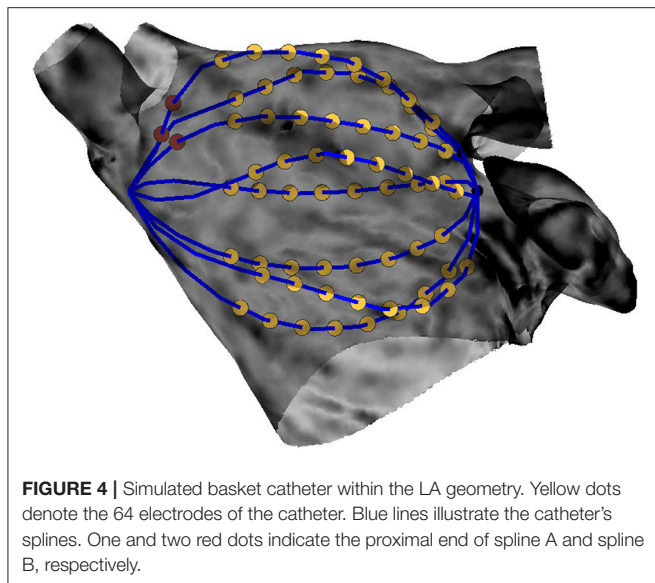 FIGURE 4 | Simulated basket catheter within the LA geometry. Yellow dots
denote the 64 electrodes of the catheter. Blue lines illustrate the catheter's
splines. One and two red dots indicate the proximal end of spline A and spline
B, respectively.